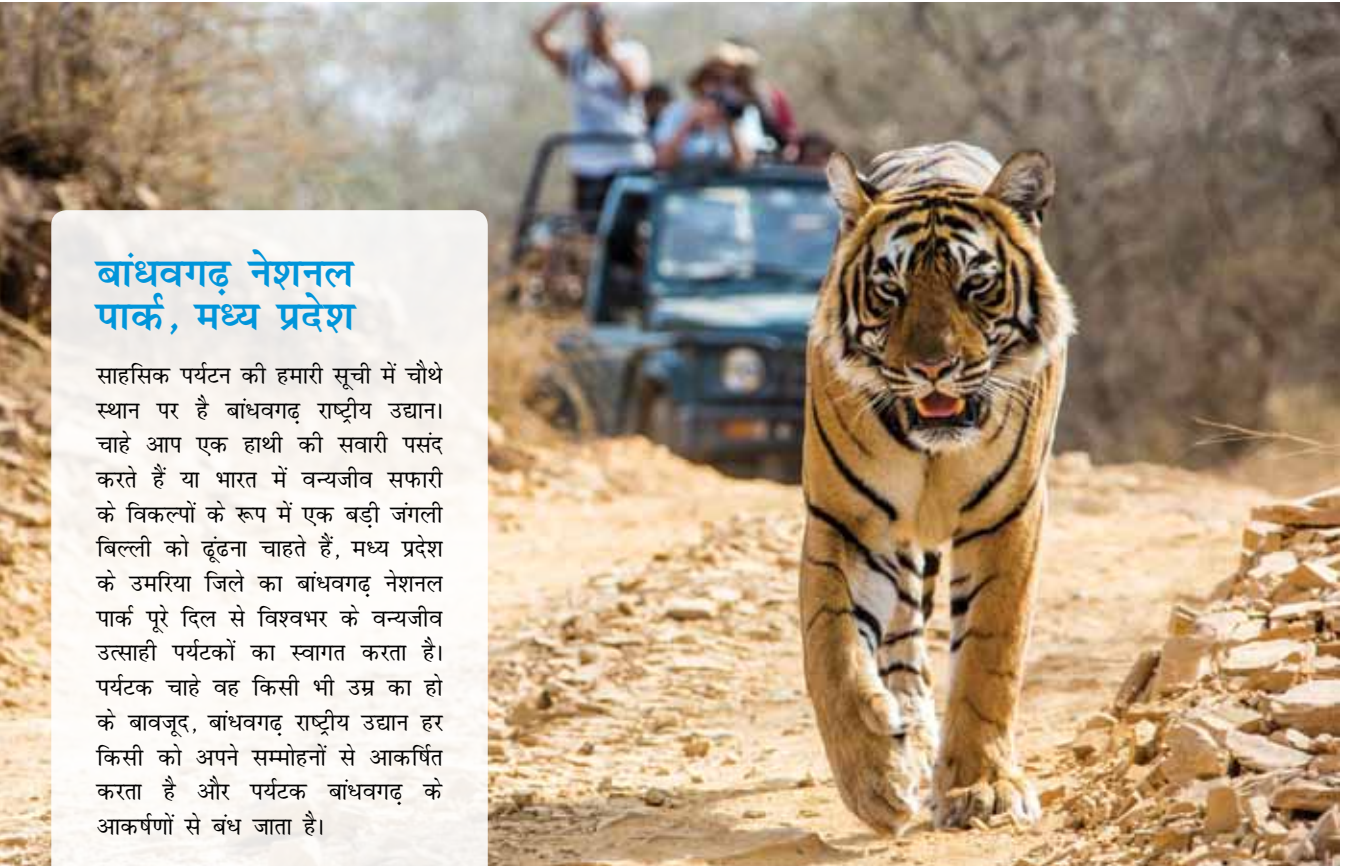 बांधवगढ़ नेशनल
पार्क, मध्य प्रदेश
साहसिक पर्यटन की हमारी सूची में चौथे
स्थान पर है बांधवगढ़ राष्ट्रीय उद्यान।
चाहे आप एक हाथी की सवारी पसंद
करते हैं या भारत में वन्यजीव सफारी
के विकल्पों के रूप में एक बड़ी जंगली
बिल्ली को ढूंढना चाहते हैं, मध्य प्रदेश
के उमरिया जिले का बांधवगढ़ नेशनल
पार्क पूरे दिल से विश्वभर के वन्यजीव
उत्साही पर्यटकों का स्वागत करता है।
पर्यटक चाहे वह किसी भी उम्र का हो
के बावजूद, बांधवगढ़ राष्ट्रीय उद्यान हर
किसी को अपने सम्मोहनों से आकर्षित
करता है और पर्यटक बांधवगढ़ के
आकर्षणों से बंध जाता है।